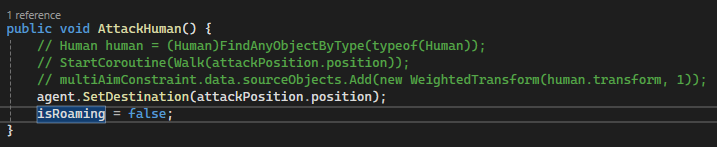 1 reference
public void AttackHuman() {
    // Human human = (Human)FindAnyObjectByType(typeof(Human));
    // StartCoroutine(Walk(attackPosition.position));
    // multiAimConstraint.data.sourceObjects.Add(new WeightedTransform(human.transform, 1));
    agent.SetDestination(attackPosition.position);
    isRoaming = false;
}